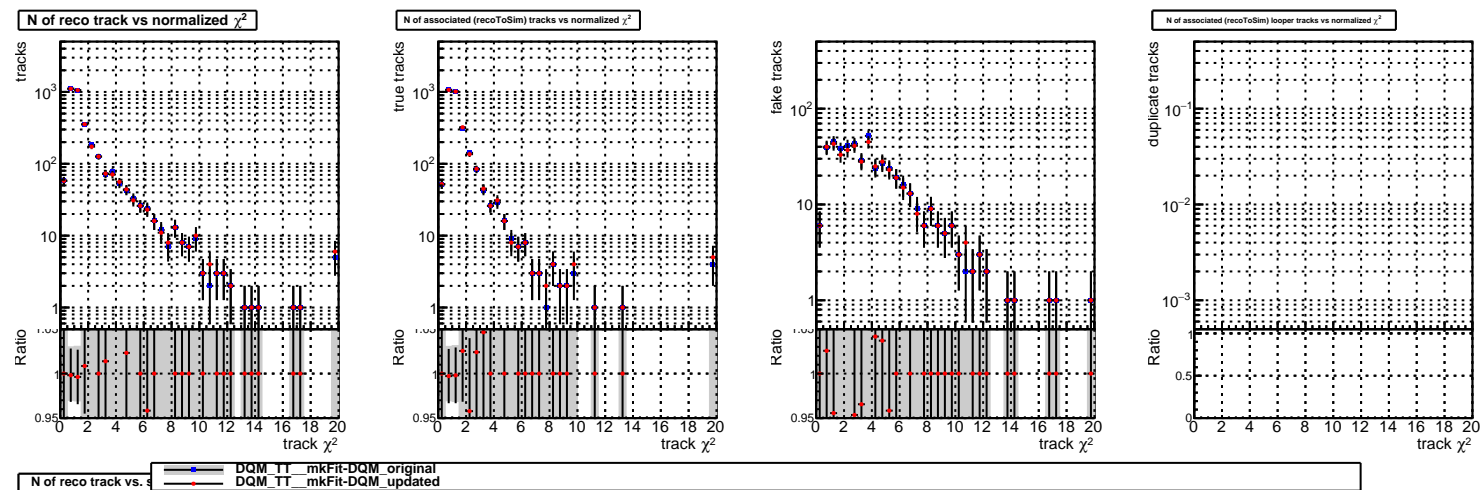 N of reco track vs normalized χ²
N of associated (recoToSim) tracks vs normalized χ²
N of associated (recoToSim) looper tracks vs normalized χ²
tracks
10³
10²
10
1
Ratio
1
0.95
0 2 4 6 8 10 12 14 16 18 20
track χ²
true tracks
10³
10²
10
1
Ratio
1
0.95
0 2 4 6 8 10 12 14 16 18 20
track χ²
fake tracks
10²
10
1
Ratio
1
0.95
0 2 4 6 8 10 12 14 16 18 20
track χ²
duplicate tracks
10⁻¹
10⁻²
10⁻³
Ratio
1
0.5
0
0 2 4 6 8 10 12 14 16 18 20
track χ²
N of reco track vs.
DQM_TT__mkFit-DQM_original
DQM_TT__mkFit-DQM_updated